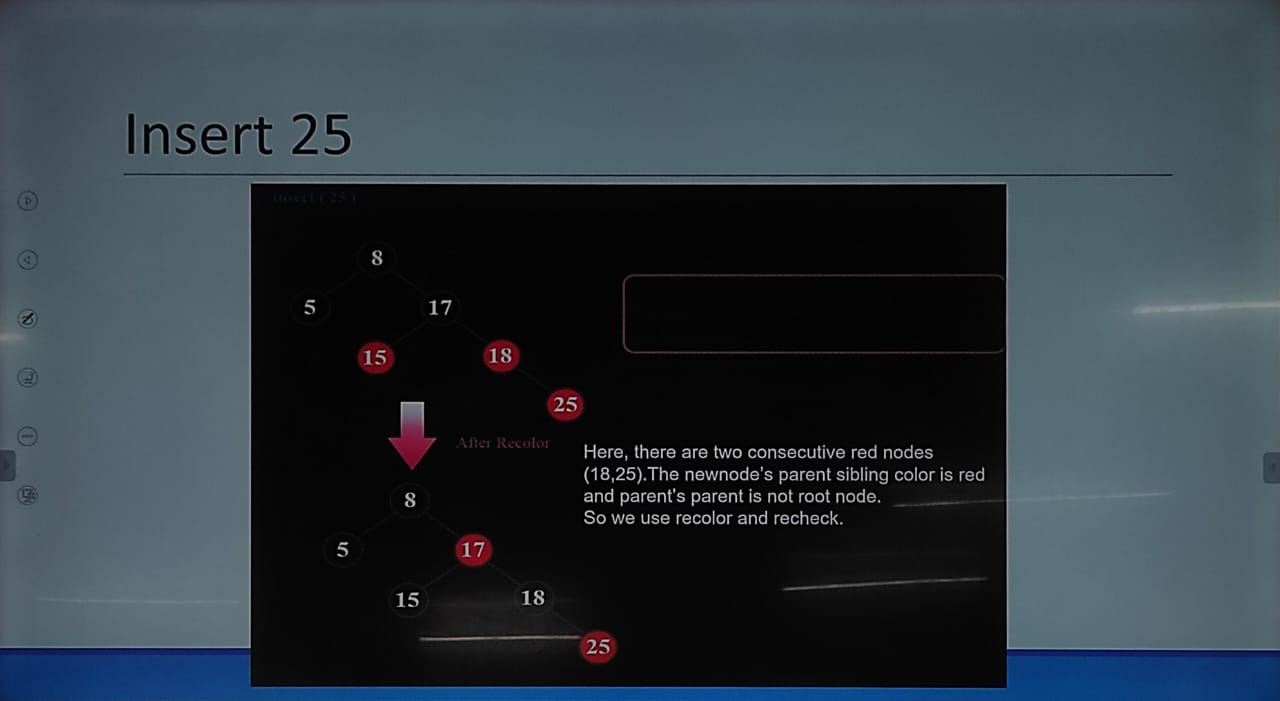 Insert 25
insert ( 25 )
8
5 17
15 18
25
After Recolor
Here, there are two consecutive red nodes
(18,25).The newnode's parent sibling color is red
and parent's parent is not root node.
So we use recolor and recheck.
8
5 17
15 18
25